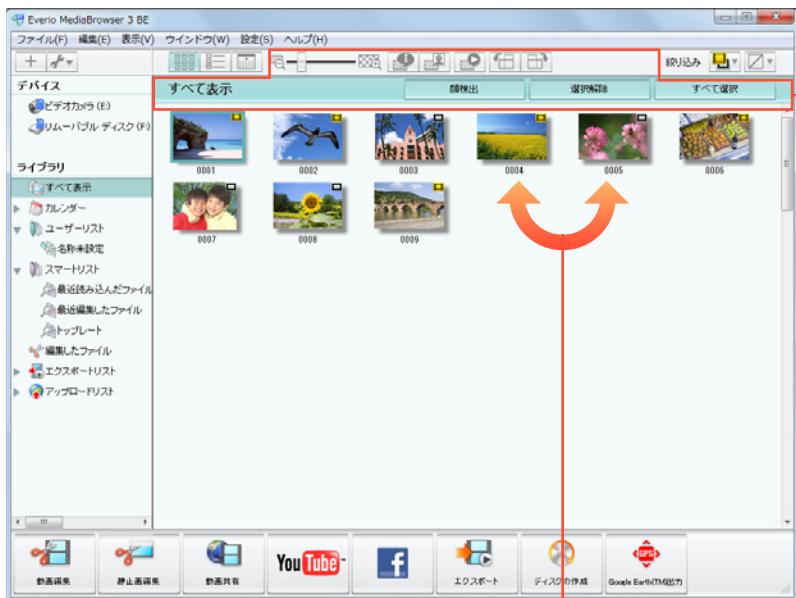 Everio MediaBrowser 3 BE
ファイル(F) 編集(E) 表示(V) ウインドウ(W) 設定(S) ヘルプ(H)
絞り込み
デバイス
ビデオカメラ (E)
リムーバブル ディスク (F)
ライブラリ
すべて表示
カレンダー
ユーザーリスト
名称未設定
スマートリスト
最近読み込んだファイル
最近編集したファイル
トップレート
編集したファイル
エクスポートリスト
アップロードリスト
すべて表示 顔検出 選択解除 すべて選択
0001 0002 0003 0004 0005 0006
0007 0008 0009
You Tube f GPS
動画編集 静止画編集 動画共有 エクスポート ディスクの作成 Google Earth(TM)出力